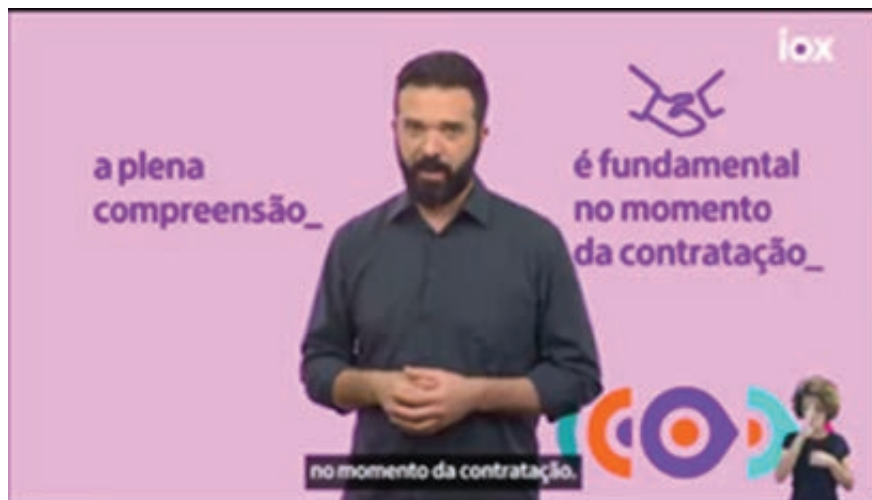 iox
a plena
compreensão_
é fundamental
no momento
da contratação_
no momento da contratação.